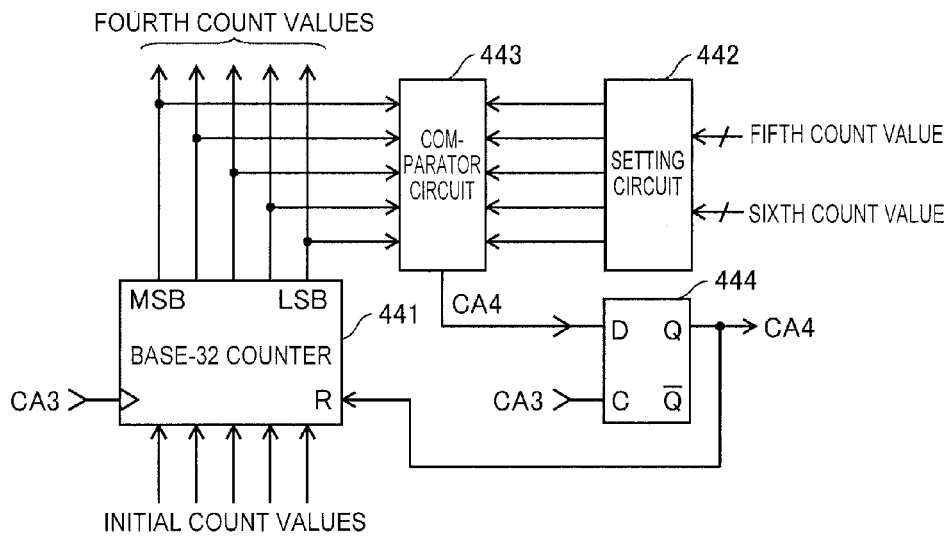 FOURTH COUNT VALUES
443
442
COM-
PARATOR
CIRCUIT
SETTING
CIRCUIT
FIFTH COUNT VALUE
SIXTH COUNT VALUE
MSB LSB
441
BASE-32 COUNTER
CA3
R
CA4
444
D Q
CA4
CA3
C Q̅
INITIAL COUNT VALUES